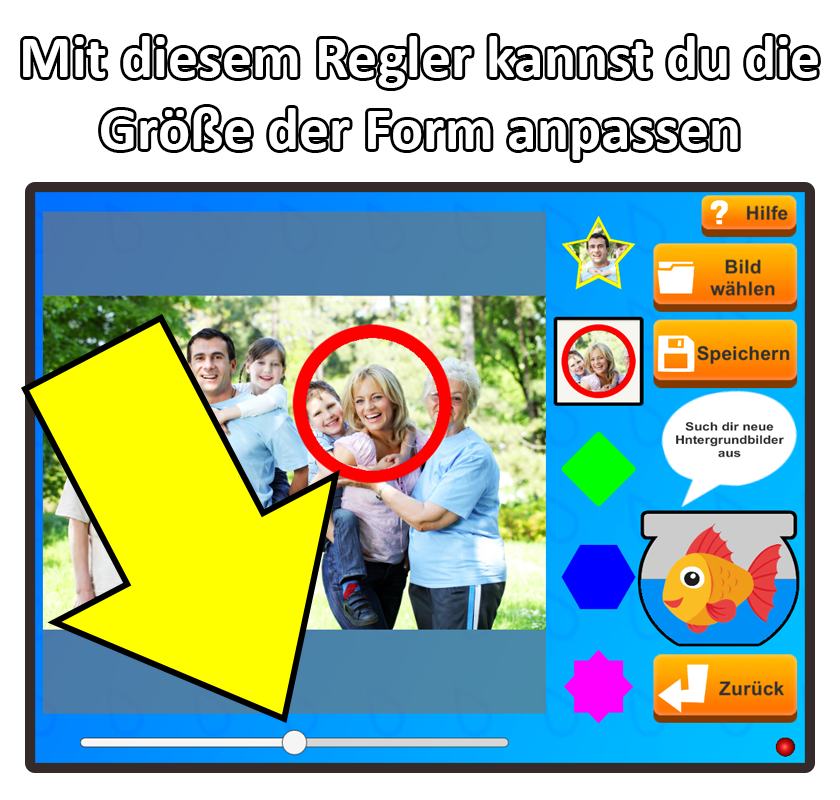 Mit diesem Regler kannst du die
Größe der Form anpassen
? Hilfe
Bild
wählen
Speichern
Such dir neue
Hntergrundbilder
aus
Zurück